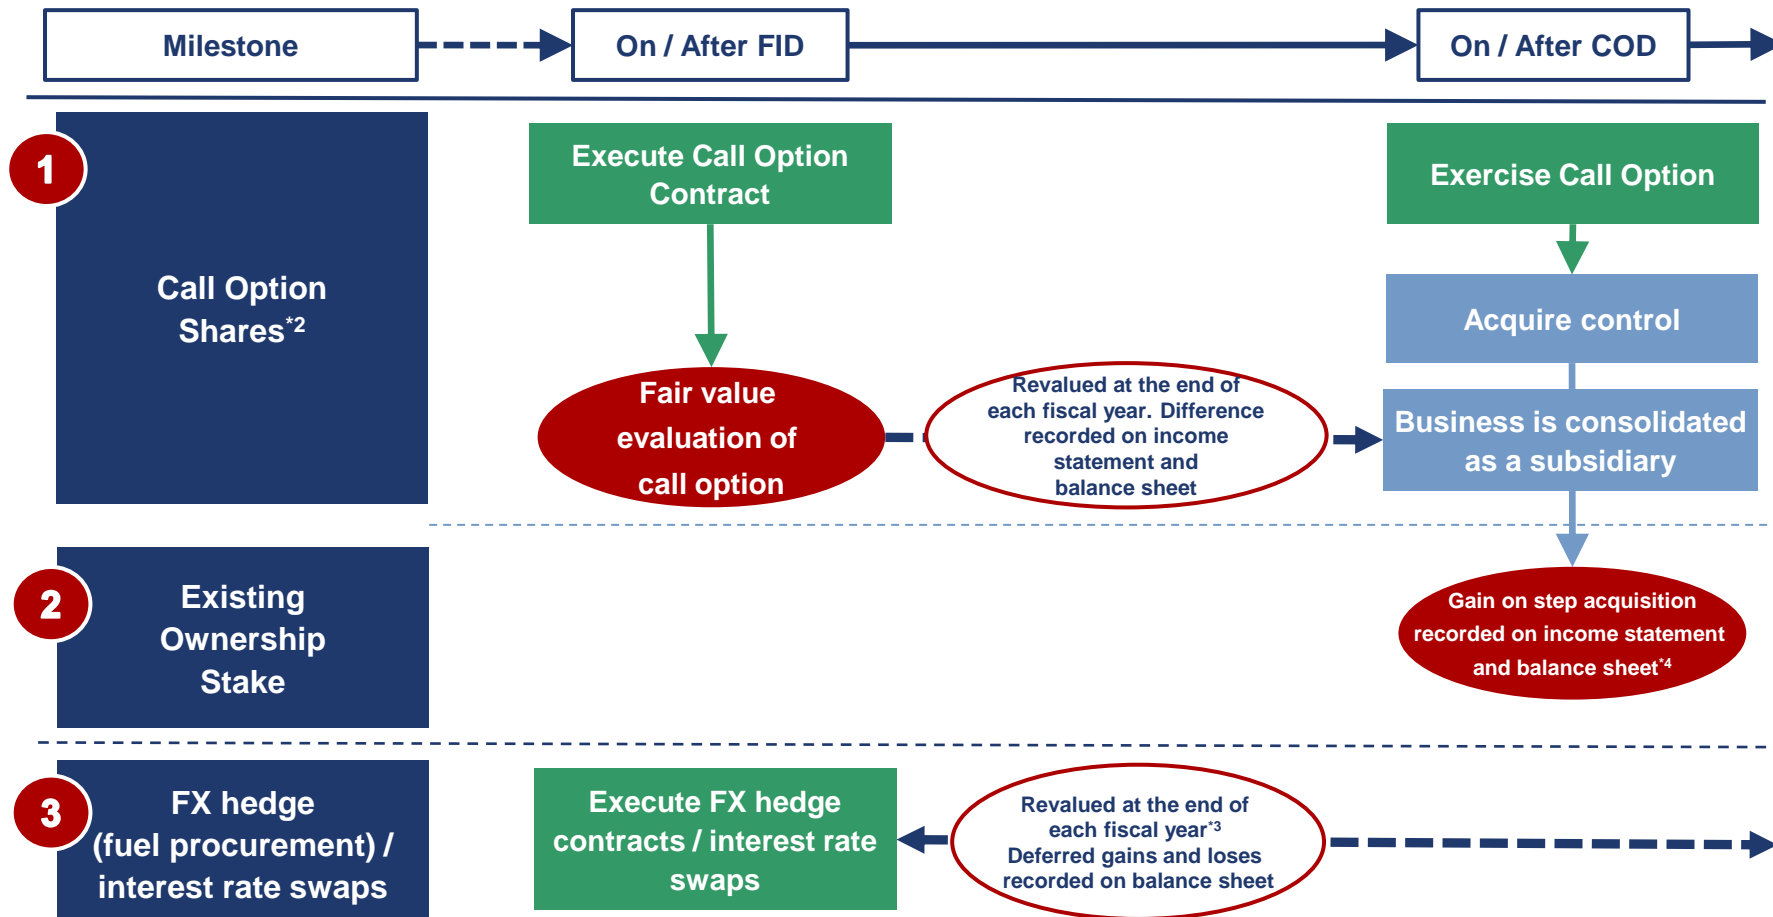 Milestone
On / After FID
On / After COD
1
Call Option
Shares*2
Execute Call Option
Contract
Fair value
evaluation of
call option
Revalued at the end of
each fiscal year. Difference
recorded on income
statement and
balance sheet
Exercise Call Option
Acquire control
Business is consolidated
as a subsidiary
2
Existing
Ownership
Stake
Gain on step acquisition
recorded on income statement
and balance sheet*4
3
FX hedge
(fuel procurement) /
interest rate swaps
Execute FX hedge
contracts / interest rate
swaps
Revalued at the end of
each fiscal year*3
Deferred gains and loses
recorded on balance sheet